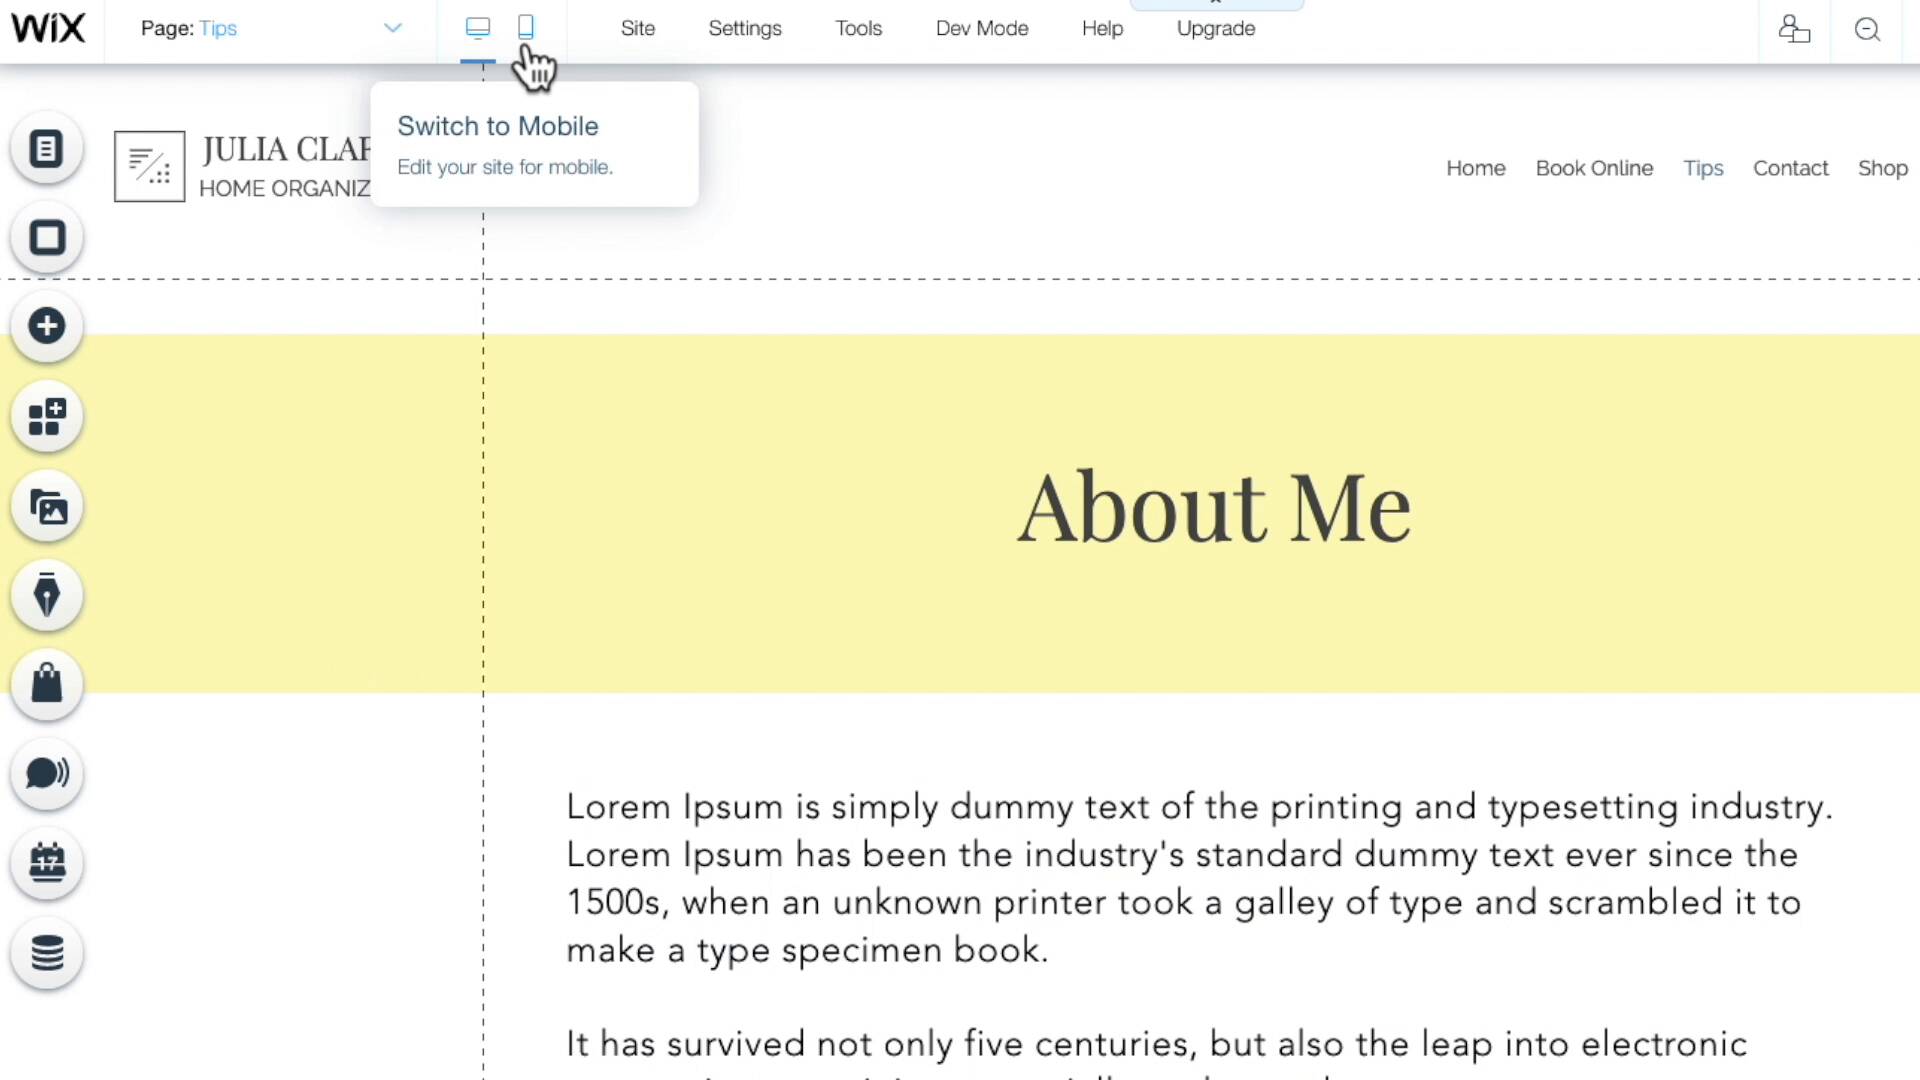 WiX
Page: Tips
Site
Settings
Tools
Dev Mode
Help
Upgrade
Switch to Mobile
Edit your site for mobile.
JULIA
HOME
Home
Book Online
Tips
Contact
Shop
About Me
17
Lorem Ipsum is simply dummy text of the printing and typesetting industry.
Lorem Ipsum has been the industry's standard dummy text ever since the
1500s, when an unknown printer took a galley of type and scrambled it to
make a type specimen book.
It has survived not only five centuries, but also the leap into electronic